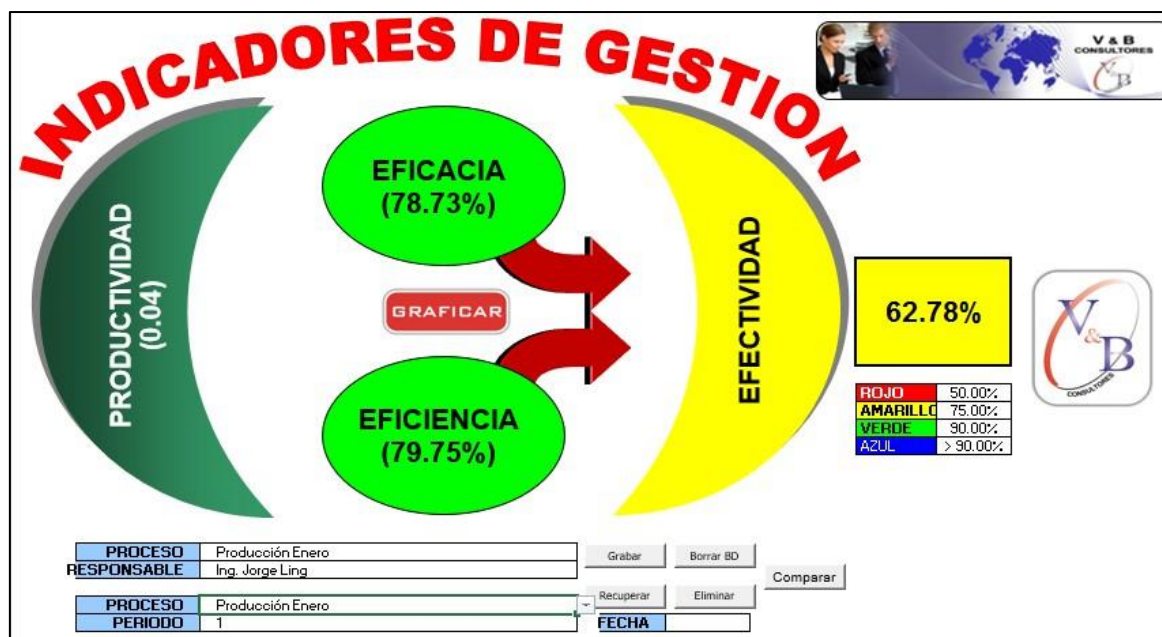 INDICADORES DE GESTION
V & B
CONSULTORES
V&B
PRODUCTIVIDAD
(0.04)
EFICACIA
(78.73%)
GRAFICAR
EFICIENCIA
(79.75%)
EFECTIVIDAD
62.78%
V&B
CONSULTORES
ROJO 50.00%
AMARILLO 75.00%
VERDE 90.00%
AZUL > 90.00%
PROCESO Producción Enero
RESPONSABLE Ing. Jorge Ling
Grabar Borrar BD
Comparar
Recuperar Eliminar
PROCESO Producción Enero
PERIODO 1
FECHA